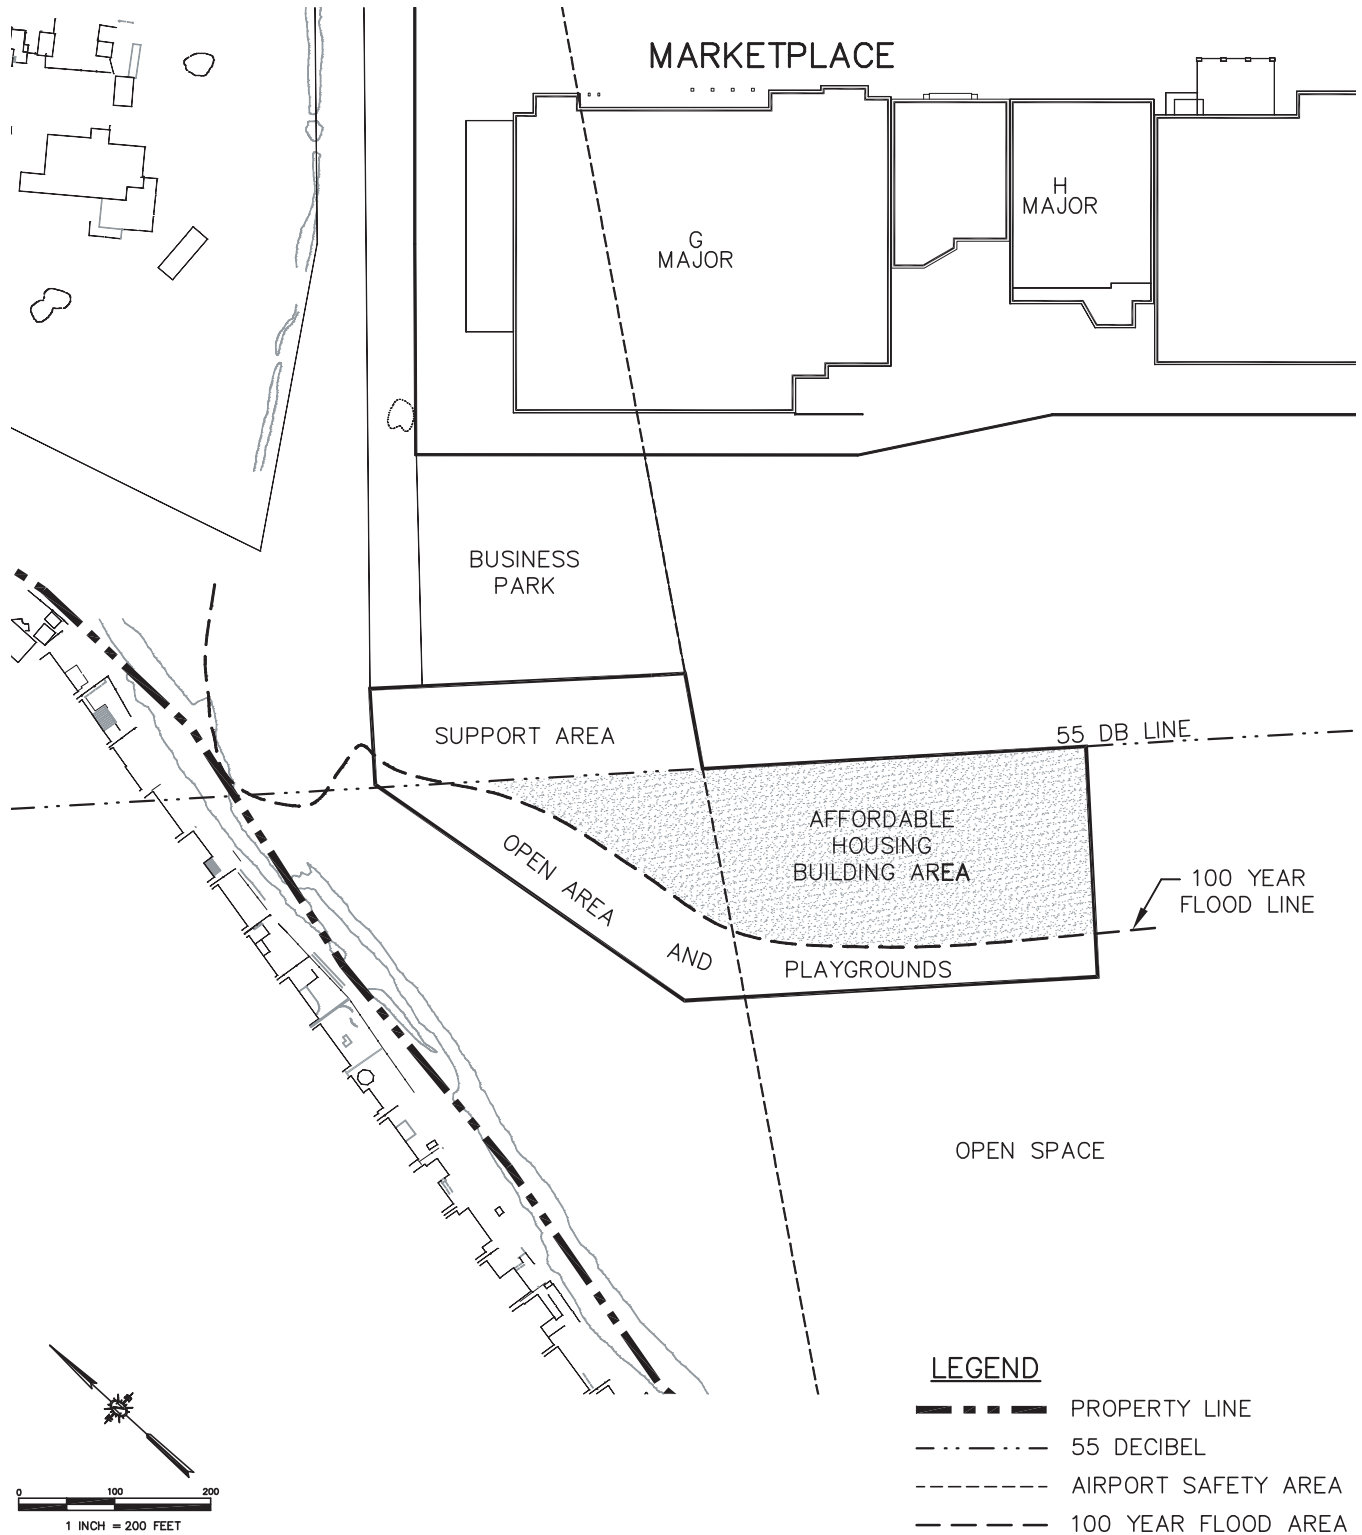 MARKETPLACE
G
MAJOR
H
MAJOR
BUSINESS
PARK
SUPPORT AREA
55 DB LINE
AFFORDABLE
HOUSING
BUILDING AREA
OPEN AREA
AND
PLAYGROUNDS
100 YEAR
FLOOD LINE
OPEN SPACE
LEGEND
PROPERTY LINE
55 DECIBEL
AIRPORT SAFETY AREA
100 YEAR FLOOD AREA
0 100 200
1 INCH = 200 FEET